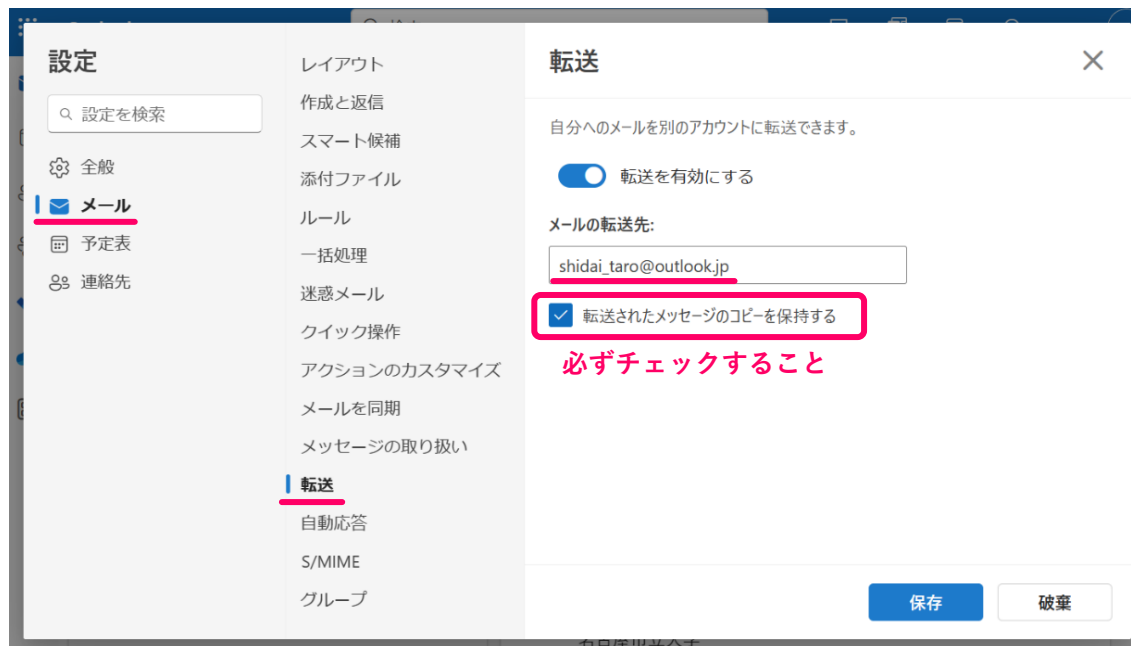 設定
設定を検索
全般
メール
予定表
連絡先
レイアウト
作成と返信
スマート候補
添付ファイル
ルール
一括処理
迷惑メール
クイック操作
アクションのカスタマイズ
メールを同期
メッセージの取り扱い
転送
自動応答
S/MIME
グループ
転送
自分へのメールを別のアカウントに転送できます。
転送を有効にする
メールの転送先:
shidai_taro@outlook.jp
転送されたメッセージのコピーを保持する
必ずチェックすること
保存
破棄